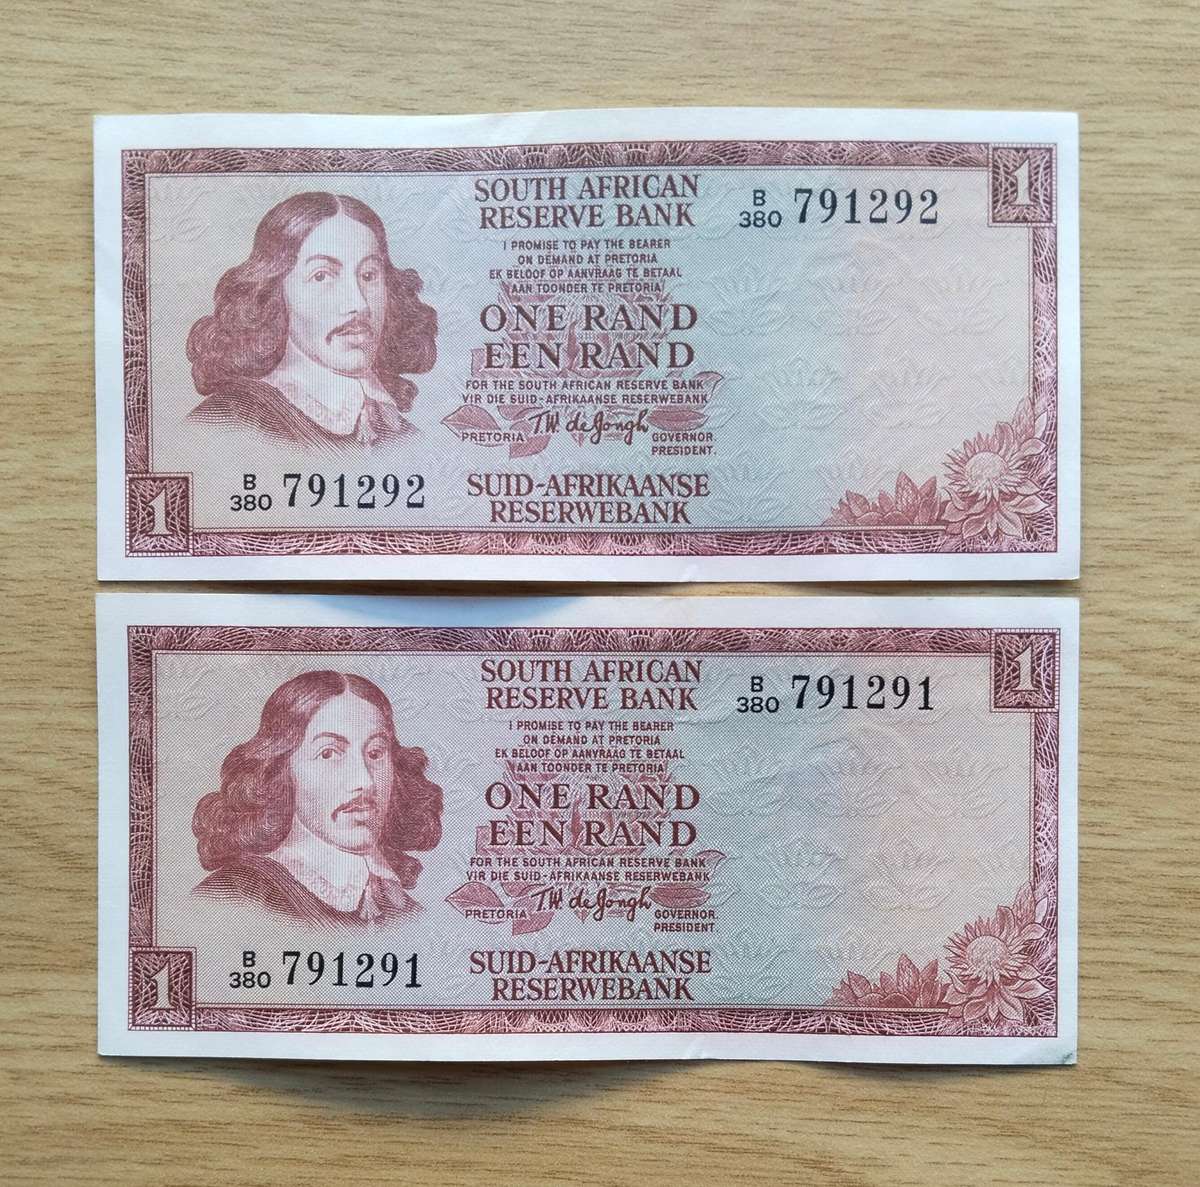 1
SOUTH AFRICAN
RESERVE BANK
B
380 791292
I PROMISE TO PAY THE BEARER
ON DEMAND AT PRETORIA
EK BELOOF OP AANVRAAG TE BETAAL
AAN TOONDER TE PRETORIA
ONE RAND
EEN RAND
FOR THE SOUTH AFRICAN RESERVE BANK
VIR DIE SUID-AFRIKAANSE RESERWEBANK
T.W. de Jongh
PRETORIA GOVERNOR.
PRESIDENT.
B
380 791292
SUID-AFRIKAANSE
RESERWEBANK
1
1
SOUTH AFRICAN
RESERVE BANK
B
380 791291
I PROMISE TO PAY THE BEARER
ON DEMAND AT PRETORIA
EK BELOOF OP AANVRAAG TE BETAAL
AAN TOONDER TE PRETORIA
ONE RAND
EEN RAND
FOR THE SOUTH AFRICAN RESERVE BANK
VIR DIE SUID-AFRIKAANSE RESERWEBANK
T.W. de Jongh
PRETORIA GOVERNOR.
PRESIDENT.
B
380 791291
SUID-AFRIKAANSE
RESERWEBANK
1